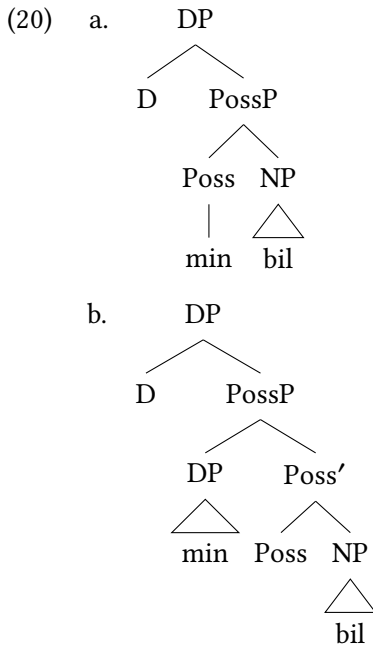 (20) a. DP
D PossP
Poss NP
min bil
b. DP
D PossP
DP Poss′
min Poss NP
bil